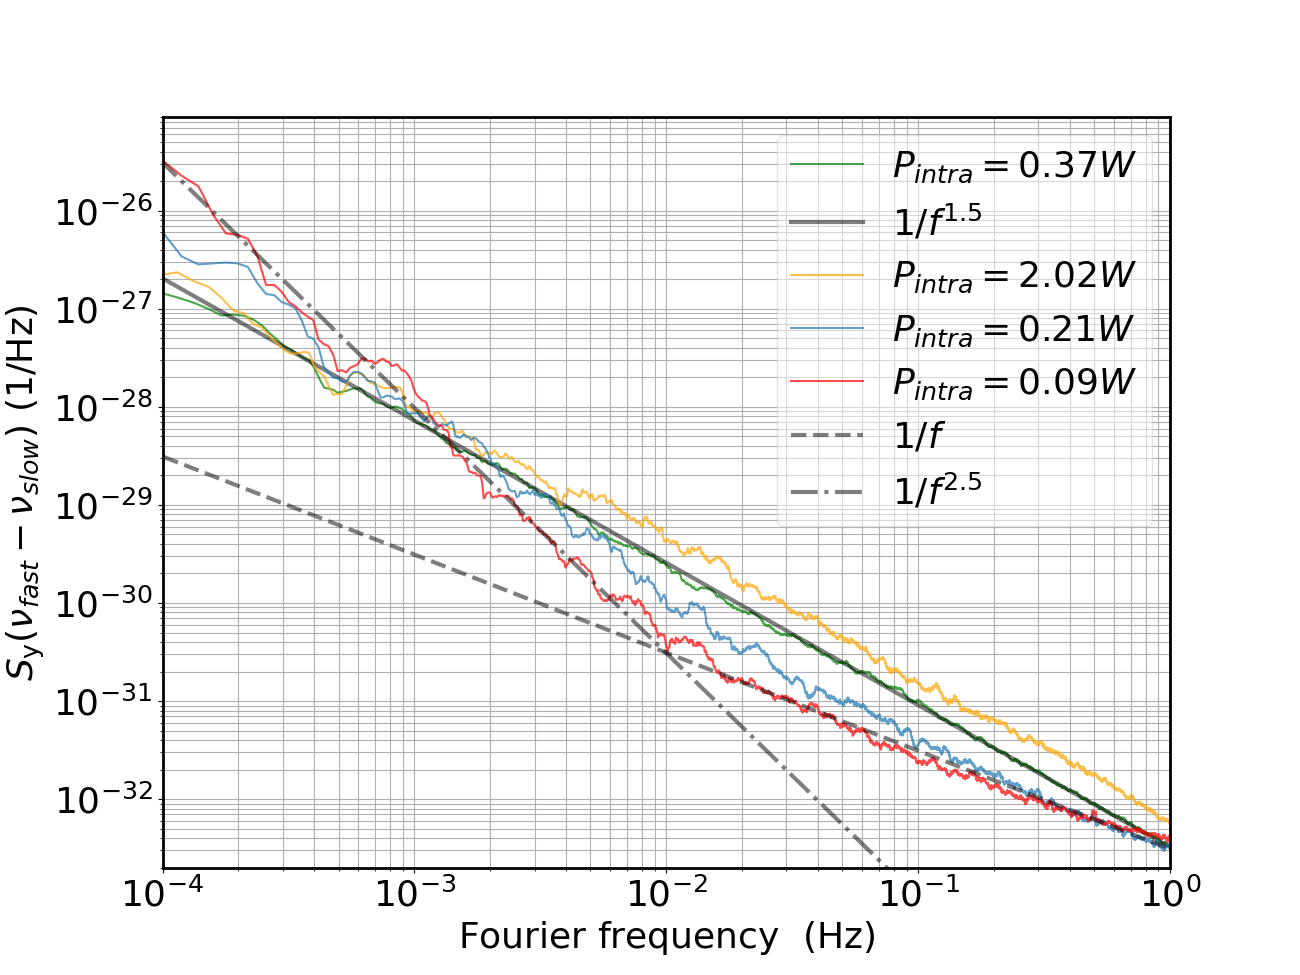 P_intra = 0.37W
1/f^1.5
P_intra = 2.02W
P_intra = 0.21W
P_intra = 0.09W
1/f
1/f^2.5
S_y(ν_fast − ν_slow) (1/Hz)
10^−26
10^−27
10^−28
10^−29
10^−30
10^−31
10^−32
10^−4
10^−3
10^−2
10^−1
10^0
Fourier frequency (Hz)